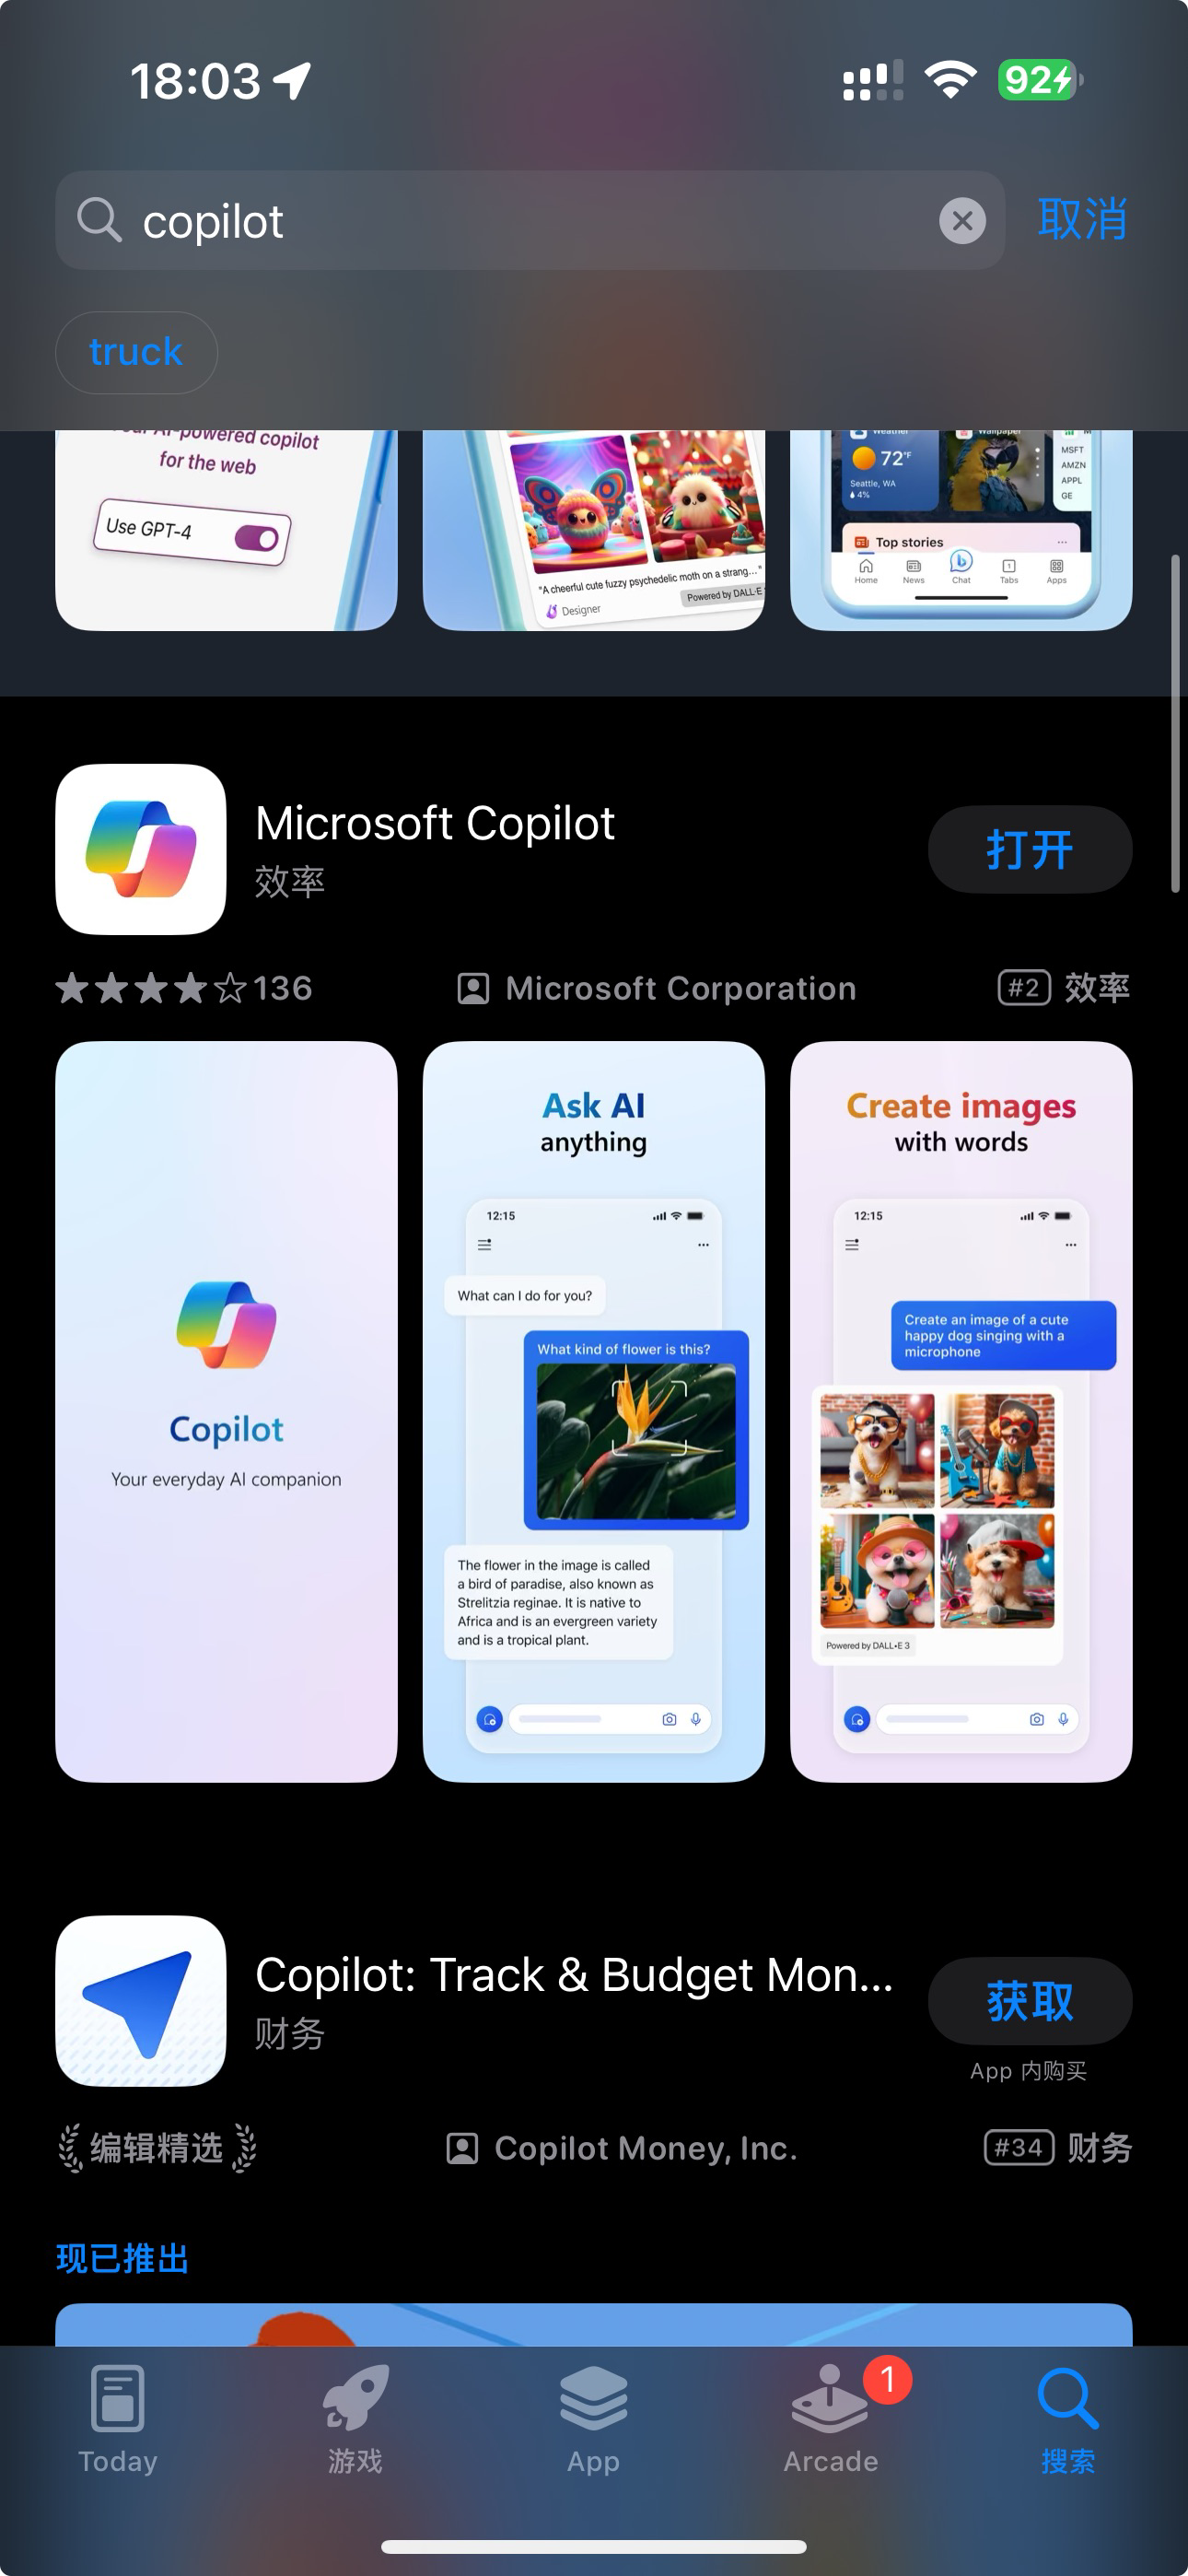 18:03
92
copilot
取消
truck
Your AI-powered copilot
for the web
Use GPT-4
"A cheerful cute fuzzy psychedelic moth on a strang..."
Designer
Powered by DALL·E
Weather
72°F
Seattle, WA
4%
Wallpaper
MSFT
AMZN
APPL
GE
Top stories
Home
News
Chat
Tabs
Apps
Microsoft Copilot
效率
打开
136
Microsoft Corporation
#2 效率
Copilot
Your everyday AI companion
Ask AI
anything
12:15
What can I do for you?
What kind of flower is this?
The flower in the image is called
a bird of paradise, also known as
Strelitzia reginae. It is native to
Africa and is an evergreen variety
and is a tropical plant.
Create images
with words
12:15
Create an image of a cute
happy dog singing with a
microphone
Powered by DALL•E 3
Copilot: Track & Budget Mon...
财务
获取
App 内购买
编辑精选
Copilot Money, Inc.
#34 财务
现已推出
Today
游戏
App
Arcade
1
搜索